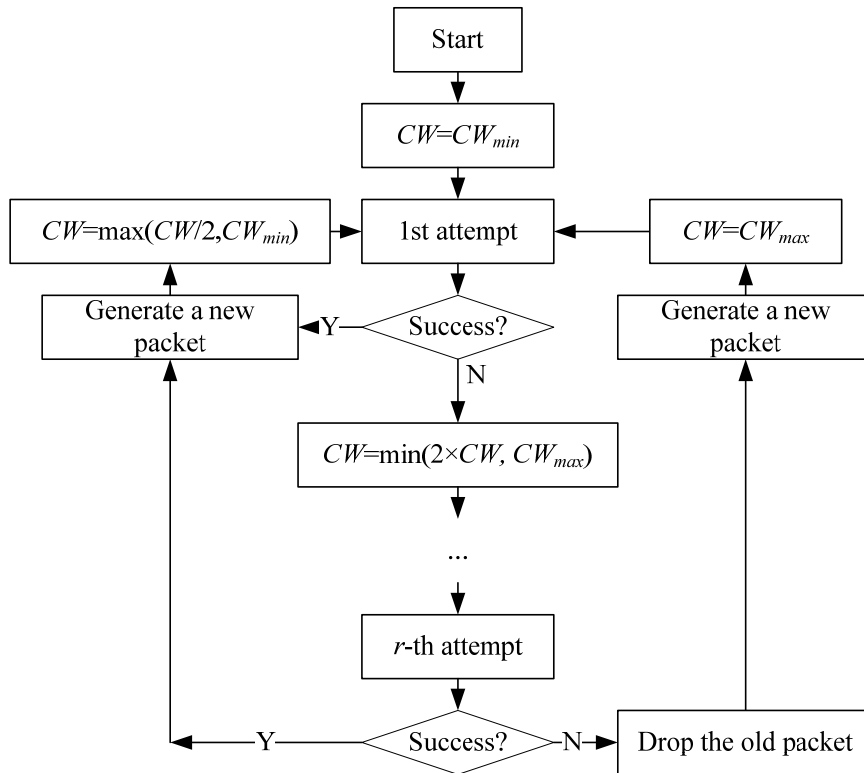 Start
CW=CWmin
CW=max(CW/2,CWmin)
1st attempt
CW=CWmax
Generate a new
packet
Y
Success?
Generate a new
packet
N
CW=min(2×CW, CWmax)
...
r-th attempt
Y
Success?
N
Drop the old packet